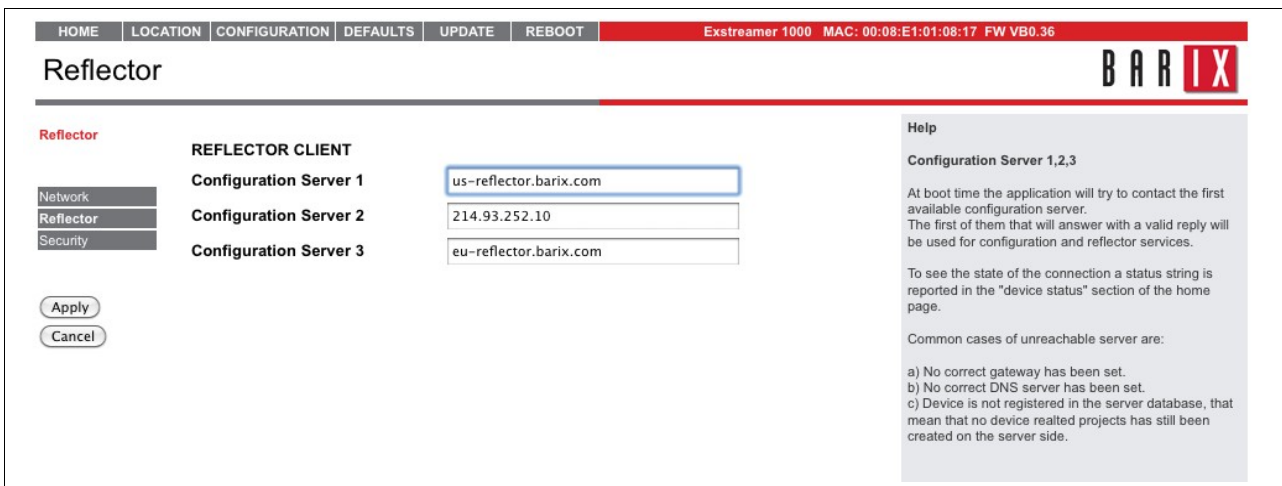 HOME LOCATION CONFIGURATION DEFAULTS UPDATE REBOOT Exstreamer 1000 MAC: 00:08:E1:01:08:17 FW VB0.36
Reflector
BARIX
Reflector
Network
Reflector
Security
Apply
Cancel
REFLECTOR CLIENT
Configuration Server 1 us-reflector.barix.com
Configuration Server 2 214.93.252.10
Configuration Server 3 eu-reflector.barix.com
Help
Configuration Server 1,2,3
At boot time the application will try to contact the first
available configuration server.
The first of them that will answer with a valid reply will
be used for configuration and reflector services.
To see the state of the connection a status string is
reported in the "device status" section of the home
page.
Common cases of unreachable server are:
a) No correct gateway has been set.
b) No correct DNS server has been set.
c) Device is not registered in the server database, that
mean that no device realted projects has still been
created on the server side.